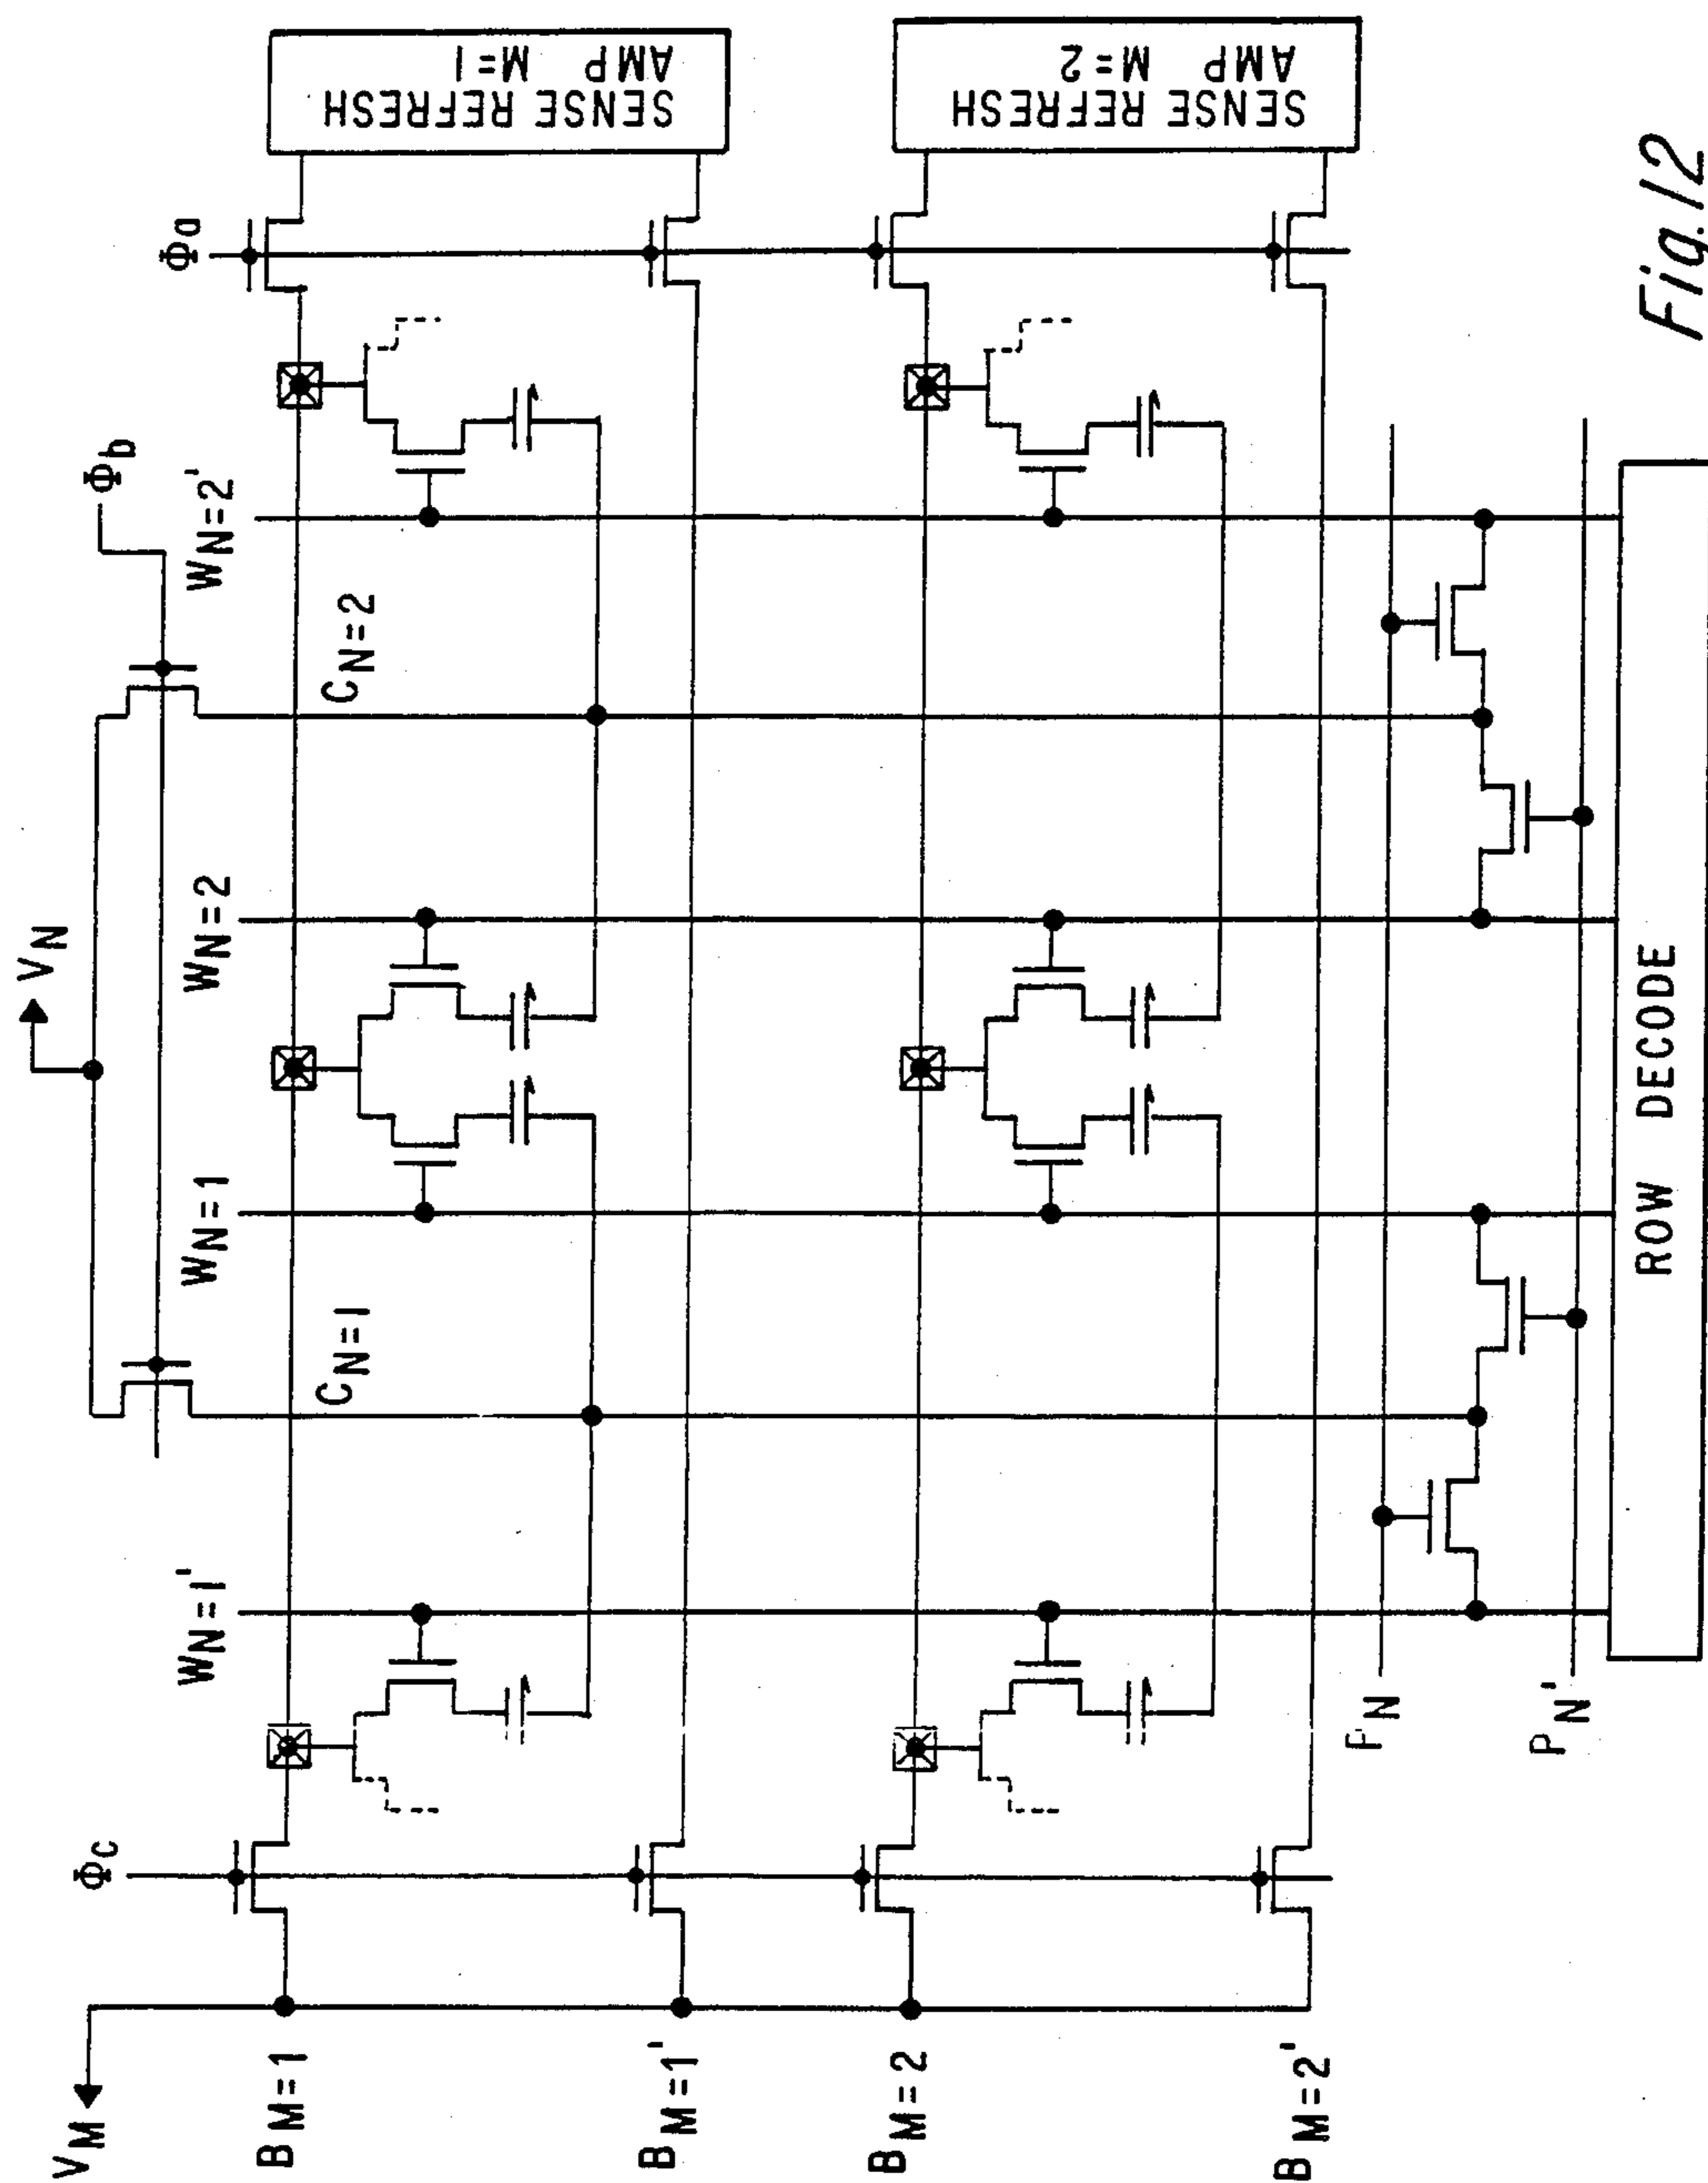 V_N
Φ_b
Φ_c
Φ_a
W_N=1'
W_N=1
W_N=2
W_N=2'
C_N=1
C_N=2
V_M
B_M=1
B_M=1'
B_M=2
B_M=2'
SENSE REFRESH
AMP M=1
SENSE REFRESH
AMP M=2
P_N
P_N'
ROW DECODE
Fig.12